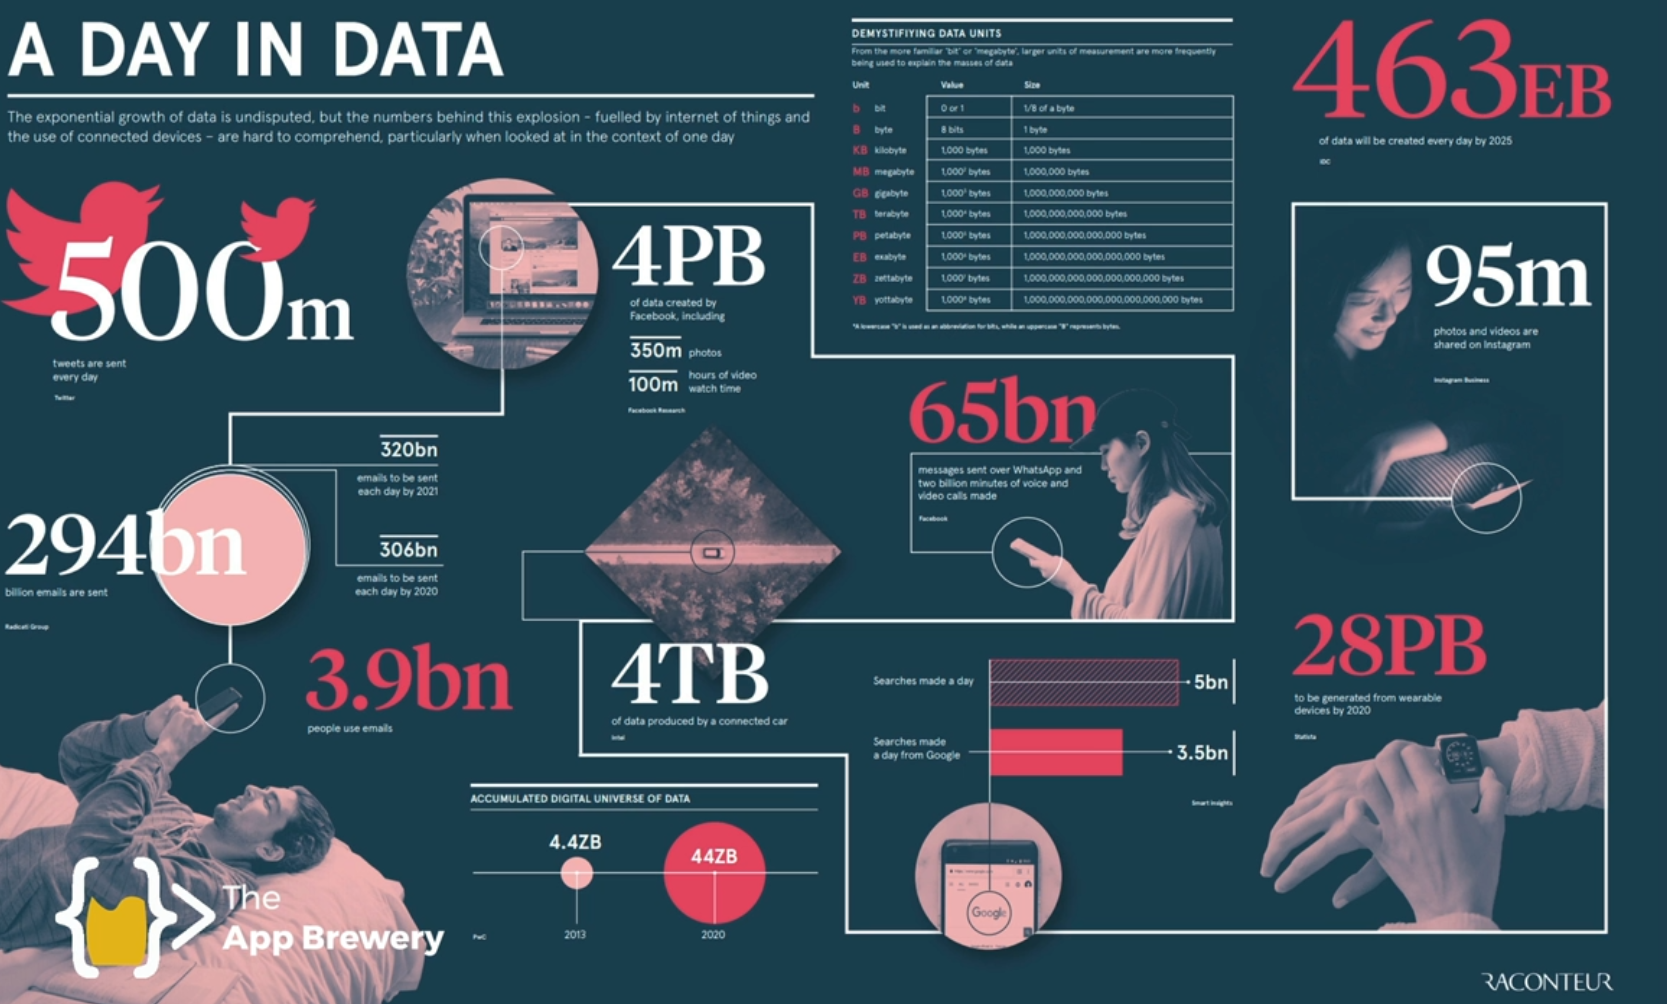 A DAY IN DATA
The exponential growth of data is undisputed, but the numbers behind this explosion - fuelled by internet of things and
the use of connected devices – are hard to comprehend, particularly when looked at in the context of one day
500m
tweets are sent
every day
Twitter
4PB
of data created by
Facebook, including
350m photos
100m hours of video
watch time
Facebook Research
DEMYSTIFIYING DATA UNITS
From the more familiar 'bit' or 'megabyte', larger units of measurement are more frequently
being used to explain the masses of data
Unit Value Size
b bit 0 or 1 1/8 of a byte
B byte 8 bits 1 byte
KB kilobyte 1,000 bytes 1,000 bytes
MB megabyte 1,000² bytes 1,000,000 bytes
GB gigabyte 1,000³ bytes 1,000,000,000 bytes
TB terabyte 1,000⁴ bytes 1,000,000,000,000 bytes
PB petabyte 1,000⁵ bytes 1,000,000,000,000,000 bytes
EB exabyte 1,000⁶ bytes 1,000,000,000,000,000,000 bytes
ZB zettabyte 1,000⁷ bytes 1,000,000,000,000,000,000,000 bytes
YB yottabyte 1,000⁸ bytes 1,000,000,000,000,000,000,000,000 bytes
*A lowercase "b" is used as an abbreviation for bits, while an uppercase "B" represents bytes.
463EB
of data will be created every day by 2025
IDC
95m
photos and videos are
shared on Instagram
Instagram Business
65bn
messages sent over WhatsApp and
two billion minutes of voice and
video calls made
Facebook
320bn
emails to be sent
each day by 2021
294bn
billion emails are sent
Radicati Group
306bn
emails to be sent
each day by 2020
3.9bn
people use emails
4TB
of data produced by a connected car
Intel
Searches made a day 5bn
Searches made
a day from Google 3.5bn
Smart Insights
Google
28PB
to be generated from wearable
devices by 2020
Statista
ACCUMULATED DIGITAL UNIVERSE OF DATA
4.4ZB
44ZB
2013
2020
PwC
The
App Brewery
RACONTEUR